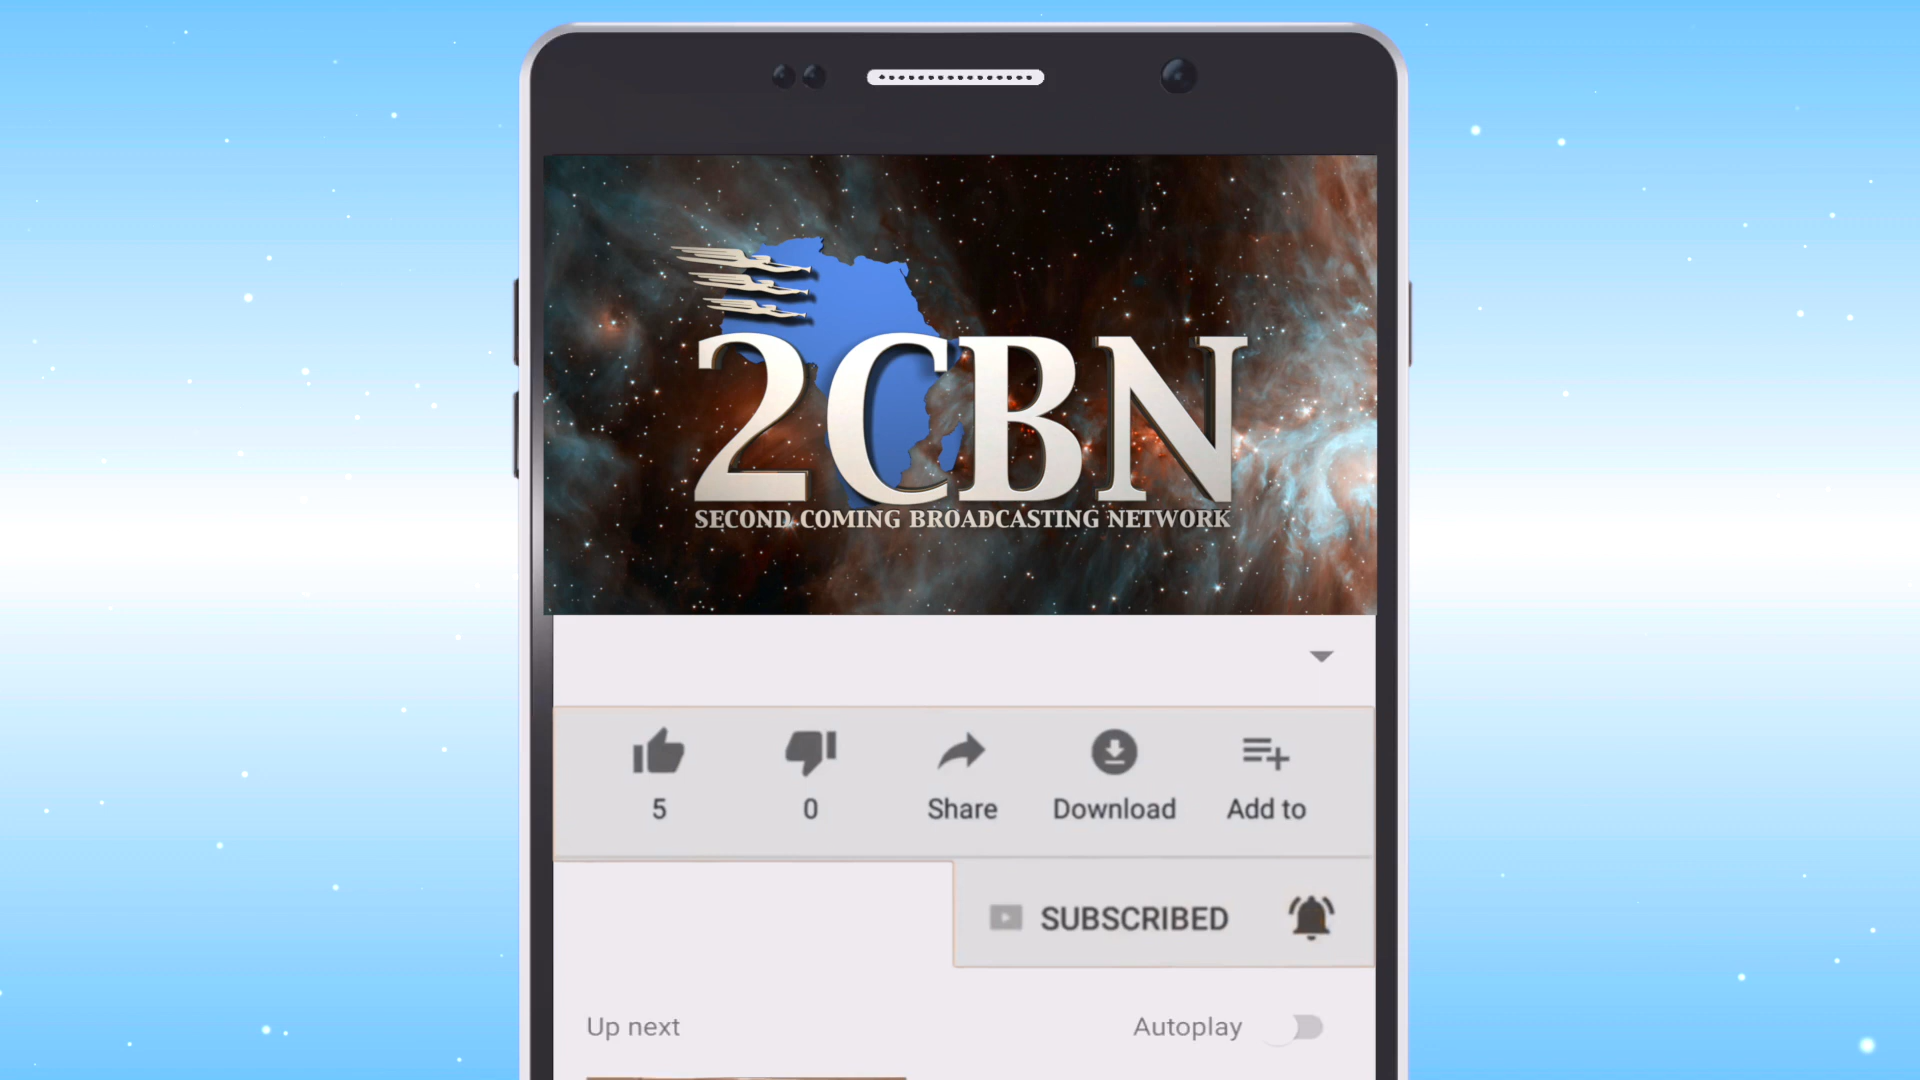 2CBN
SECOND COMING BROADCASTING NETWORK
5
0
Share
Download
Add to
SUBSCRIBED
Up next
Autoplay